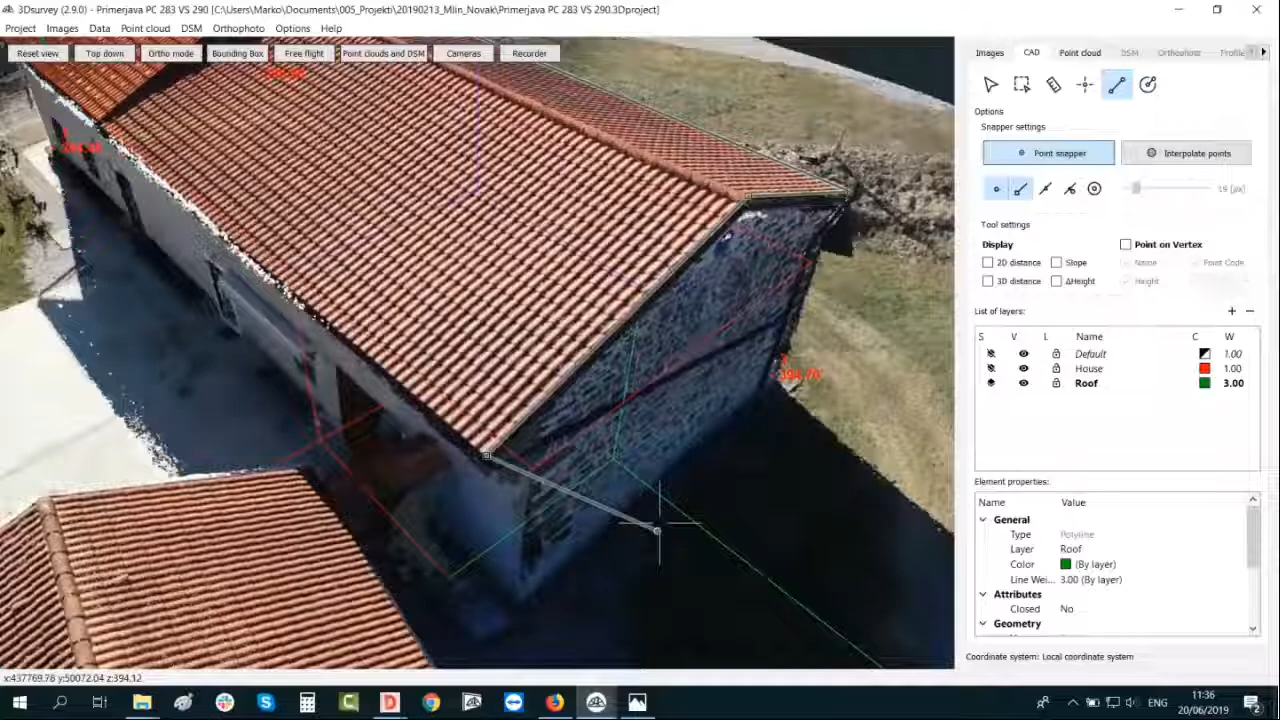 3Dsurvey (2.9.0) - Primerjava PC 283 VS 290 [C:\Users\Marko\Documents\005_Projekti\20190213_Mlin_Novak\Primerjava PC 283 VS 290.3Dproject]
Project Images Data Point cloud DSM Orthophoto Options Help
Reset view Top down Ortho mode Bounding Box Free flight Point clouds and DSM Cameras Recorder
Images CAD Point cloud DSM Orthophoto Profile
Options
Snapper settings
Point snapper Interpolate points
19 [px]
Tool settings
Display Point on Vertex
2D distance Slope Name Point Code
3D distance ΔHeight Height
394.70
List of layers: + -
S V L Name C W
Default 1.00
House 1.00
Roof 3.00
Element properties:
Name Value
General
Type Polyline
Layer Roof
Color (By layer)
Line Wei... 3.00 (By layer)
Attributes
Closed No
Geometry
Coordinate system: Local coordinate system
x:437769.78 y:50072.04 z:394.12
ENG 11:36
20/06/2019
2